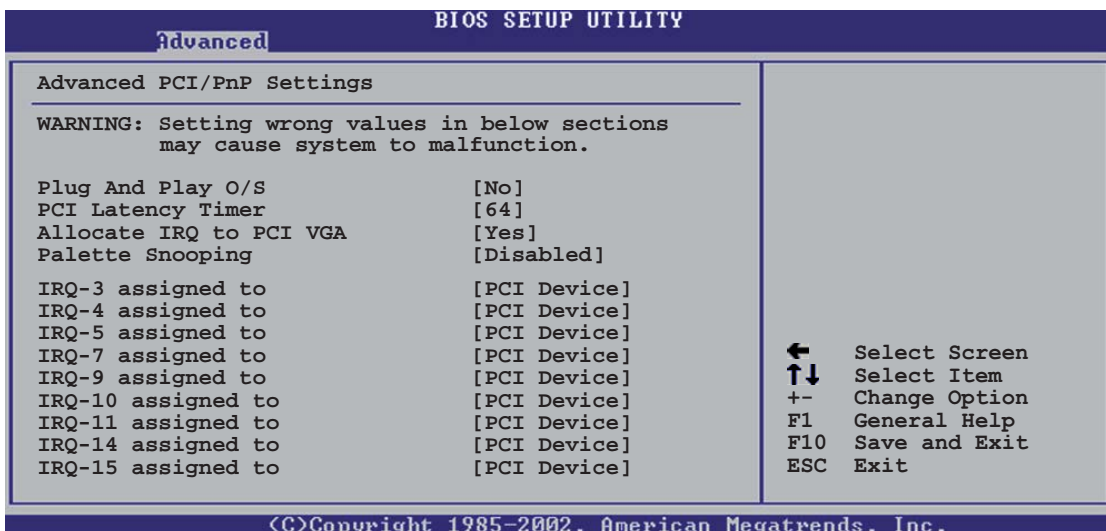 BIOS SETUP UTILITY
Advanced
Advanced PCI/PnP Settings
WARNING: Setting wrong values in below sections
may cause system to malfunction.
Plug And Play O/S [No]
PCI Latency Timer [64]
Allocate IRQ to PCI VGA [Yes]
Palette Snooping [Disabled]
IRQ-3 assigned to [PCI Device]
IRQ-4 assigned to [PCI Device]
IRQ-5 assigned to [PCI Device]
IRQ-7 assigned to [PCI Device]
IRQ-9 assigned to [PCI Device]
IRQ-10 assigned to [PCI Device]
IRQ-11 assigned to [PCI Device]
IRQ-14 assigned to [PCI Device]
IRQ-15 assigned to [PCI Device]
← Select Screen
↑↓ Select Item
+- Change Option
F1 General Help
F10 Save and Exit
ESC Exit
(C)Copyright 1985-2002, American Megatrends, Inc.